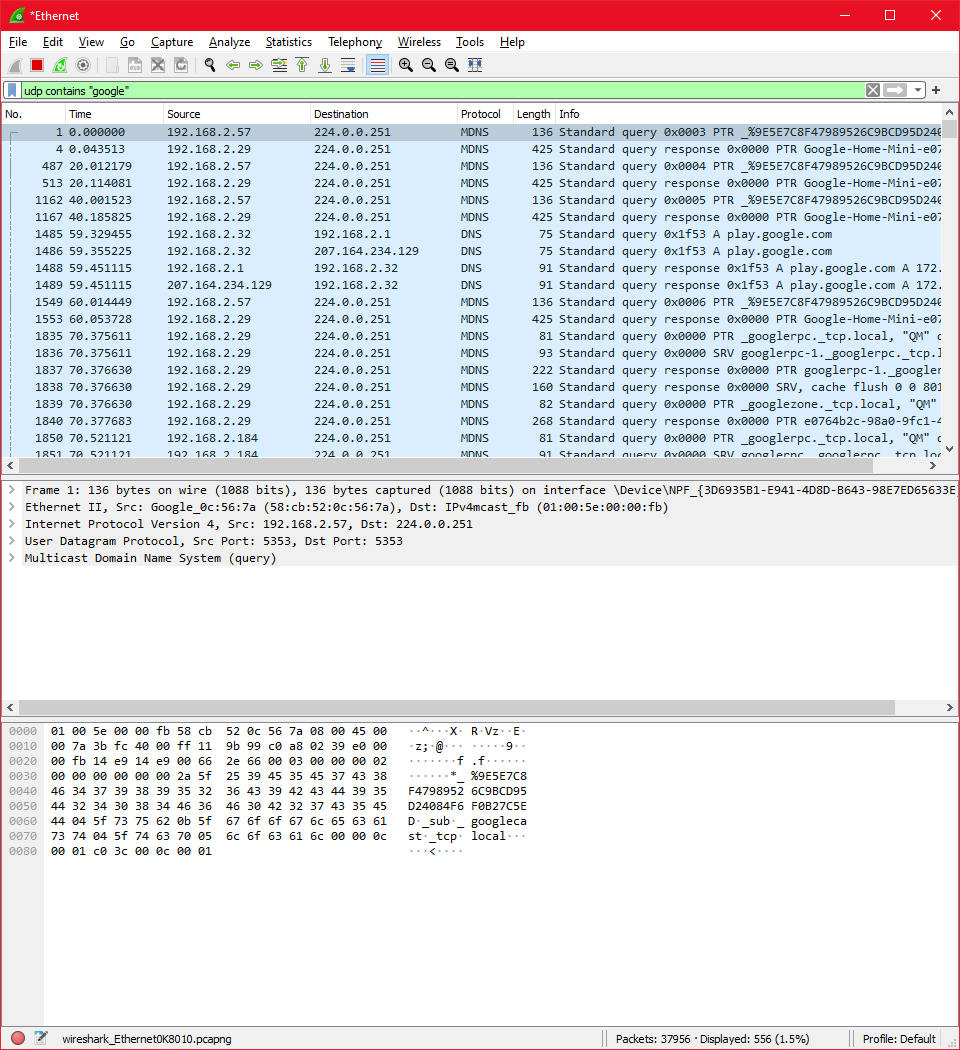 *Ethernet
File Edit View Go Capture Analyze Statistics Telephony Wireless Tools Help
udp contains "google"
No. Time Source Destination Protocol Length Info
1 0.000000 192.168.2.57 224.0.0.251 MDNS 136 Standard query 0x0003 PTR _%9E5E7C8F47989526C9BCD95D240
4 0.043513 192.168.2.29 224.0.0.251 MDNS 425 Standard query response 0x0000 PTR Google-Home-Mini-e07
487 20.012179 192.168.2.57 224.0.0.251 MDNS 136 Standard query 0x0004 PTR _%9E5E7C8F47989526C9BCD95D240
513 20.114081 192.168.2.29 224.0.0.251 MDNS 425 Standard query response 0x0000 PTR Google-Home-Mini-e07
1162 40.001523 192.168.2.57 224.0.0.251 MDNS 136 Standard query 0x0005 PTR _%9E5E7C8F47989526C9BCD95D240
1167 40.185825 192.168.2.29 224.0.0.251 MDNS 425 Standard query response 0x0000 PTR Google-Home-Mini-e07
1485 59.329455 192.168.2.32 192.168.2.1 DNS 75 Standard query 0x1f53 A play.google.com
1486 59.355225 192.168.2.32 207.164.234.129 DNS 75 Standard query 0x1f53 A play.google.com
1488 59.451115 192.168.2.1 192.168.2.32 DNS 91 Standard query response 0x1f53 A play.google.com A 172.
1489 59.451115 207.164.234.129 192.168.2.32 DNS 91 Standard query response 0x1f53 A play.google.com A 172.
1549 60.014449 192.168.2.57 224.0.0.251 MDNS 136 Standard query 0x0006 PTR _%9E5E7C8F47989526C9BCD95D240
1553 60.053728 192.168.2.29 224.0.0.251 MDNS 425 Standard query response 0x0000 PTR Google-Home-Mini-e07
1835 70.375611 192.168.2.29 224.0.0.251 MDNS 81 Standard query 0x0000 PTR _googlerpc._tcp.local, "QM"
1836 70.375611 192.168.2.29 224.0.0.251 MDNS 93 Standard query 0x0000 SRV googlerpc-1._googlerpc._tcp.l
1837 70.376630 192.168.2.29 224.0.0.251 MDNS 222 Standard query response 0x0000 PTR googlerpc-1._googler
1838 70.376630 192.168.2.29 224.0.0.251 MDNS 160 Standard query response 0x0000 SRV, cache flush 0 0 801
1839 70.376630 192.168.2.29 224.0.0.251 MDNS 82 Standard query 0x0000 PTR _googlezone._tcp.local, "QM"
1840 70.377683 192.168.2.29 224.0.0.251 MDNS 268 Standard query response 0x0000 PTR e0764b2c-98a0-9fc1-4
1850 70.521121 192.168.2.184 224.0.0.251 MDNS 81 Standard query 0x0000 PTR _googlerpc._tcp.local, "QM"
1851 70.521121 192.168.2.184 224.0.0.251 MDNS 91 Standard query 0x0000 SRV googlerpc._googlerpc._tcp.loc
Frame 1: 136 bytes on wire (1088 bits), 136 bytes captured (1088 bits) on interface \Device\NPF_{3D6935B1-E941-4D8D-B643-98E7ED65633E
Ethernet II, Src: Google_0c:56:7a (58:cb:52:0c:56:7a), Dst: IPv4mcast_fb (01:00:5e:00:00:fb)
Internet Protocol Version 4, Src: 192.168.2.57, Dst: 224.0.0.251
User Datagram Protocol, Src Port: 5353, Dst Port: 5353
Multicast Domain Name System (query)
0000 01 00 5e 00 00 fb 58 cb 52 0c 56 7a 08 00 45 00 ··^···X· R·Vz··E·
0010 00 7a 3b fc 40 00 ff 11 9b 99 c0 a8 02 39 e0 00 ·z;·@··· ·····9··
0020 00 fb 14 e9 14 e9 00 66 2e 66 00 03 00 00 00 02 ·······f .f······
0030 00 00 00 00 00 00 2a 5f 25 39 45 35 45 37 43 38 ······*_ %9E5E7C8
0040 46 34 37 39 38 39 35 32 36 43 39 42 43 44 39 35 F4798952 6C9BCD95
0050 44 32 34 30 38 34 46 36 46 30 42 32 37 43 35 45 D24084F6 F0B27C5E
0060 44 04 5f 73 75 62 0b 5f 67 6f 6f 67 6c 65 63 61 D·_sub·_ googleca
0070 73 74 04 5f 74 63 70 05 6c 6f 63 61 6c 00 00 0c st·_tcp· local···
0080 00 01 c0 3c 00 0c 00 01 ···<····
wireshark_Ethernet0K8010.pcapng Packets: 37956 · Displayed: 556 (1.5%) Profile: Default